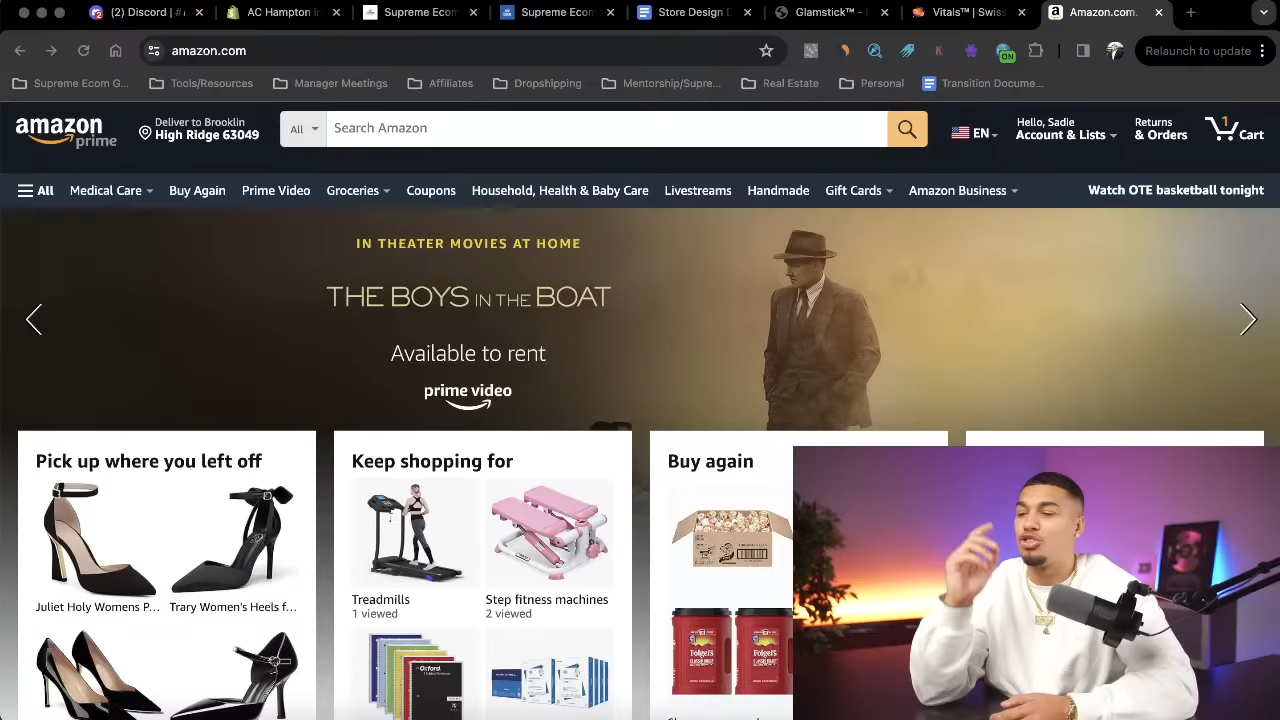 (2) Discord | #
AC Hampton i
Supreme Ecom
Supreme Econ
Store Design D
Glamstick™ -
Vitals™ | Swiss
Amazon.com.
amazon.com
ON
Relaunch to update
Supreme Ecom G...
Tools/Resources
Manager Meetings
Affiliates
Dropshipping
Mentorship/Supre...
Real Estate
Personal
Transition Docume...
amazon
prime
Deliver to Brooklin
High Ridge 63049
All
Search Amazon
EN
Hello, Sadie
Account & Lists
Returns
& Orders
1
Cart
All
Medical Care
Buy Again
Prime Video
Groceries
Coupons
Household, Health & Baby Care
Livestreams
Handmade
Gift Cards
Amazon Business
Watch OTE basketball tonight
IN THEATER MOVIES AT HOME
THE BOYS IN THE BOAT
Available to rent
prime video
Pick up where you left off
Keep shopping for
Buy again
Juliet Holy Womens P...
Trary Women's Heels f...
Treadmills
1 viewed
Step fitness machines
2 viewed
Oxford
Folgers
Folgers